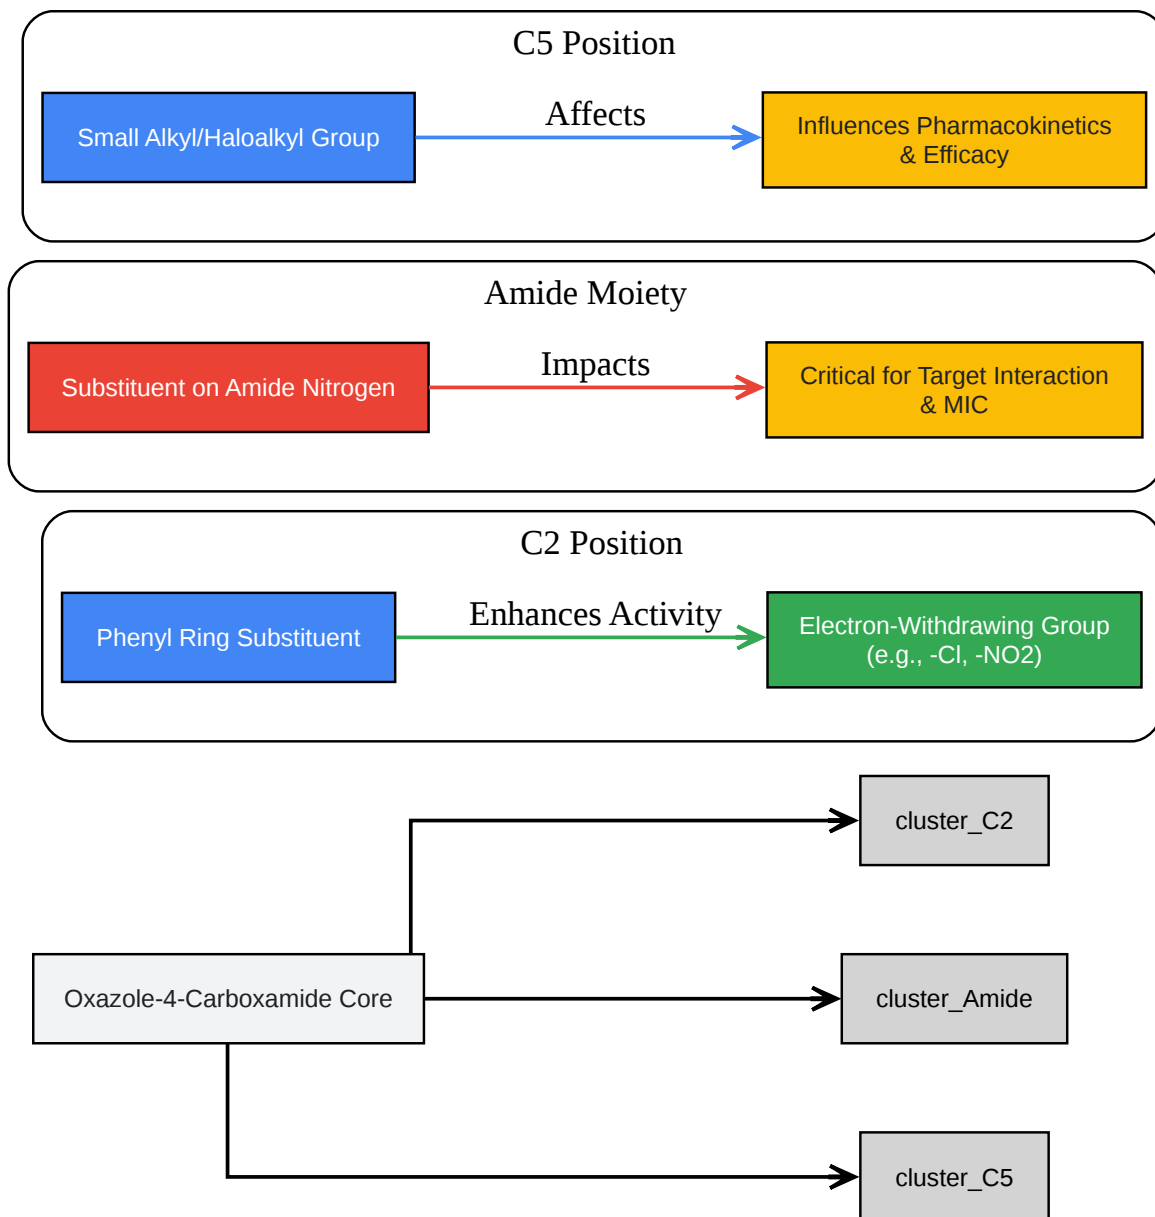 C5 Position
Small Alkyl/Haloalkyl Group
Affects
Influences Pharmacokinetics
& Efficacy
Amide Moiety
Substituent on Amide Nitrogen
Impacts
Critical for Target Interaction
& MIC
C2 Position
Phenyl Ring Substituent
Enhances Activity
Electron-Withdrawing Group
(e.g., -Cl, -NO2)
cluster_C2
Oxazole-4-Carboxamide Core
cluster_Amide
cluster_C5